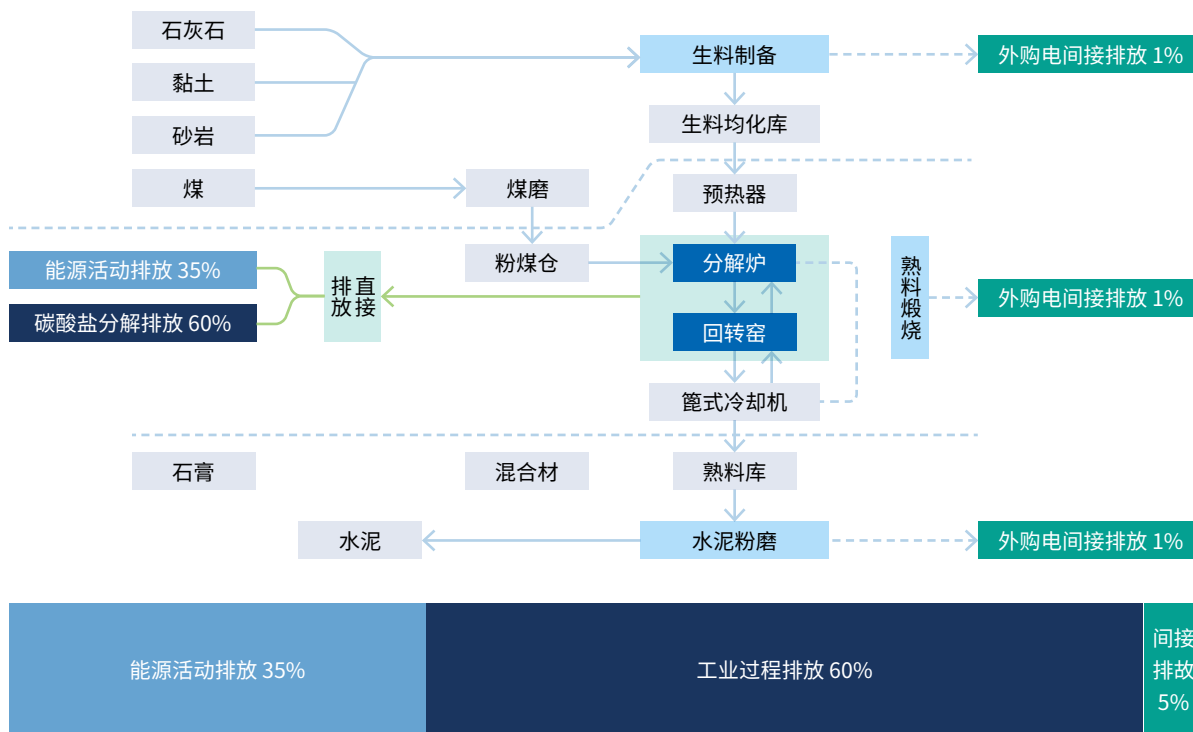 石灰石
生料制备
外购电间接排放 1%
黏土
生料均化库
砂岩
煤
煤磨
预热器
能源活动排放 35%
直接
排放
粉煤仓
分解炉
熟料煅烧
外购电间接排放 1%
碳酸盐分解排放 60%
回转窑
篦式冷却机
石膏
混合材
熟料库
水泥
水泥粉磨
外购电间接排放 1%
能源活动排放 35%
工业过程排放 60%
间接
排故
5%